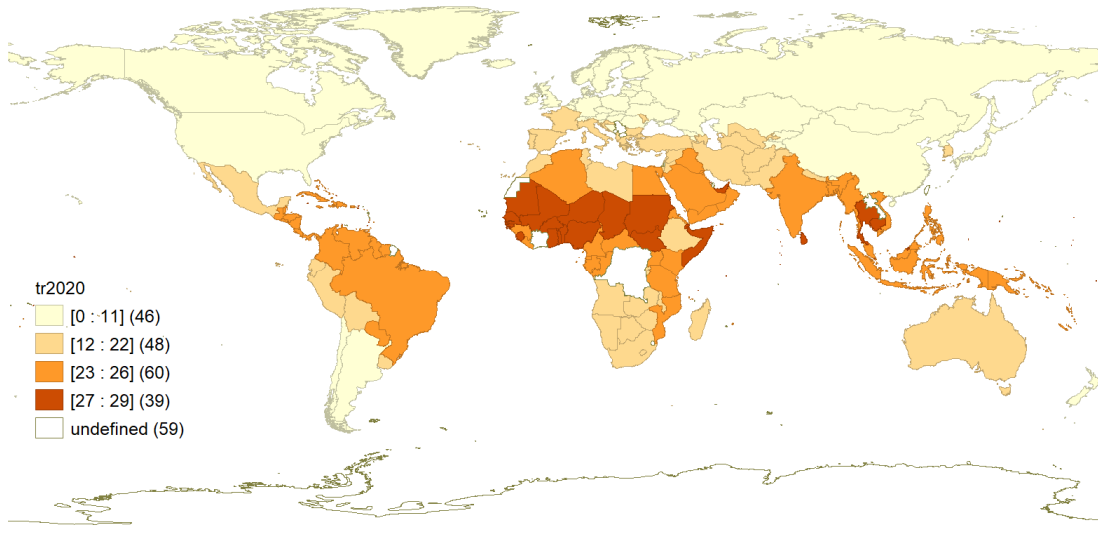 tr2020
[0 : 11] (46)
[12 : 22] (48)
[23 : 26] (60)
[27 : 29] (39)
undefined (59)